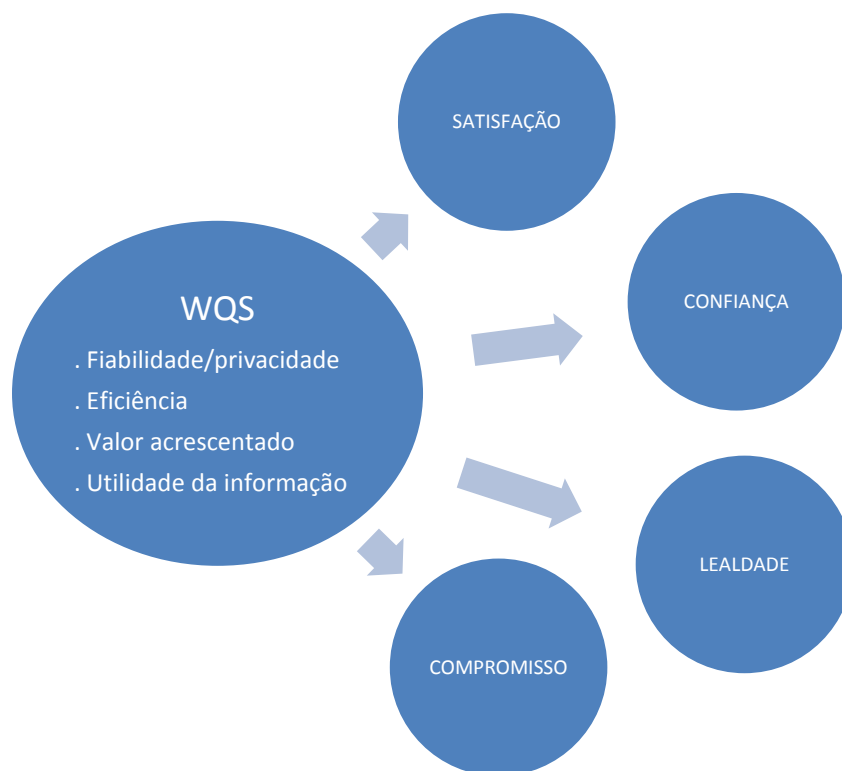 SATISFAÇÃO
CONFIANÇA
WQS
. Fiabilidade/privacidade
. Eficiência
. Valor acrescentado
. Utilidade da informação
LEALDADE
COMPROMISSO